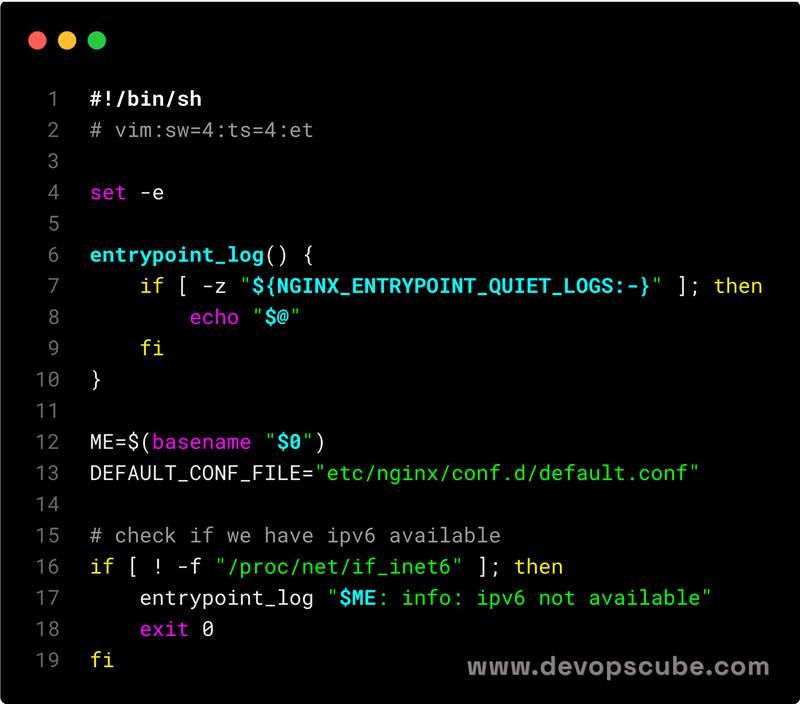 1 #!/bin/sh
2 # vim:sw=4:ts=4:et
3
4 set -e
5
6 entrypoint_log() {
7     if [ -z "${NGINX_ENTRYPOINT_QUIET_LOGS:-}" ]; then
8         echo "$@"
9     fi
10 }
11
12 ME=$(basename "$0")
13 DEFAULT_CONF_FILE="etc/nginx/conf.d/default.conf"
14
15 # check if we have ipv6 available
16 if [ ! -f "/proc/net/if_inet6" ]; then
17     entrypoint_log "$ME: info: ipv6 not available"
18     exit 0
19 fi
www.devopscube.com